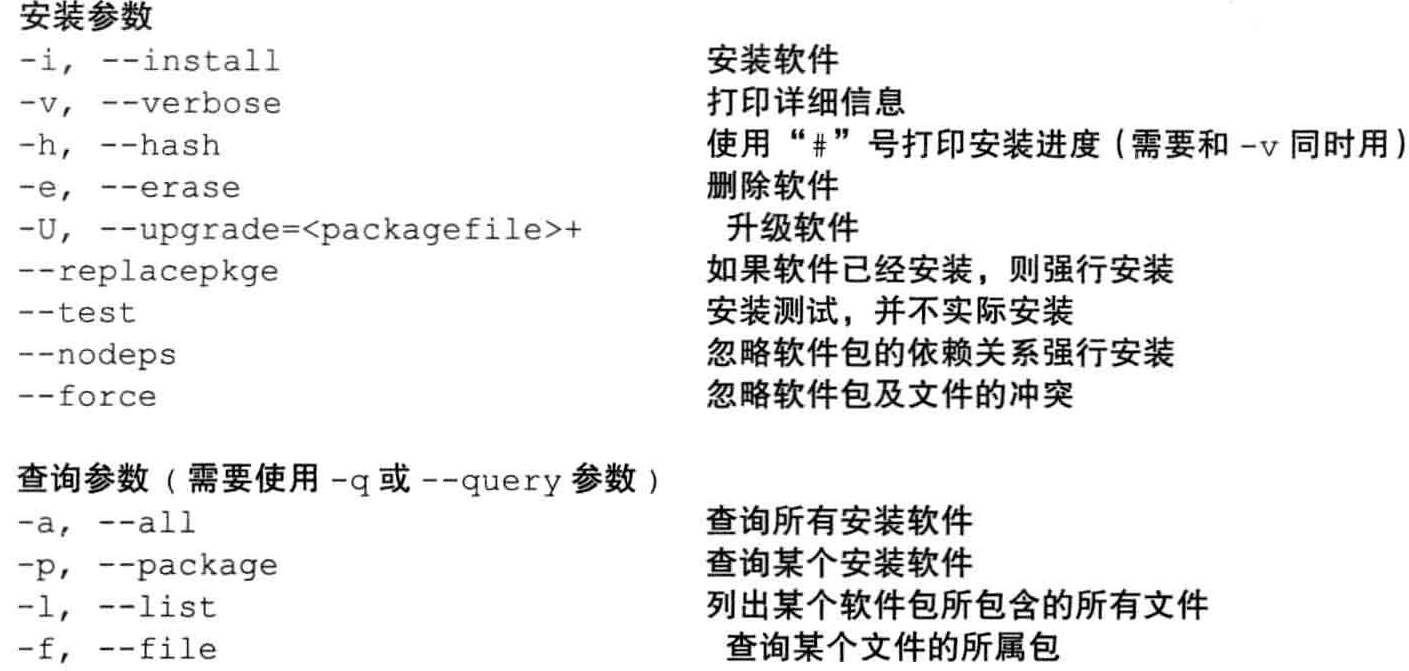 安装参数
-i, --install 安装软件
-v, --verbose 打印详细信息
-h, --hash 使用“#”号打印安装进度（需要和 -v 同时用）
-e, --erase 删除软件
-U, --upgrade=<packagefile>+ 升级软件
--replacepkge 如果软件已经安装，则强行安装
--test 安装测试，并不实际安装
--nodeps 忽略软件包的依赖关系强行安装
--force 忽略软件包及文件的冲突
查询参数（需要使用 -q 或 --query 参数）
-a, --all 查询所有安装软件
-p, --package 查询某个安装软件
-l, --list 列出某个软件包所包含的所有文件
-f, --file 查询某个文件的所属包